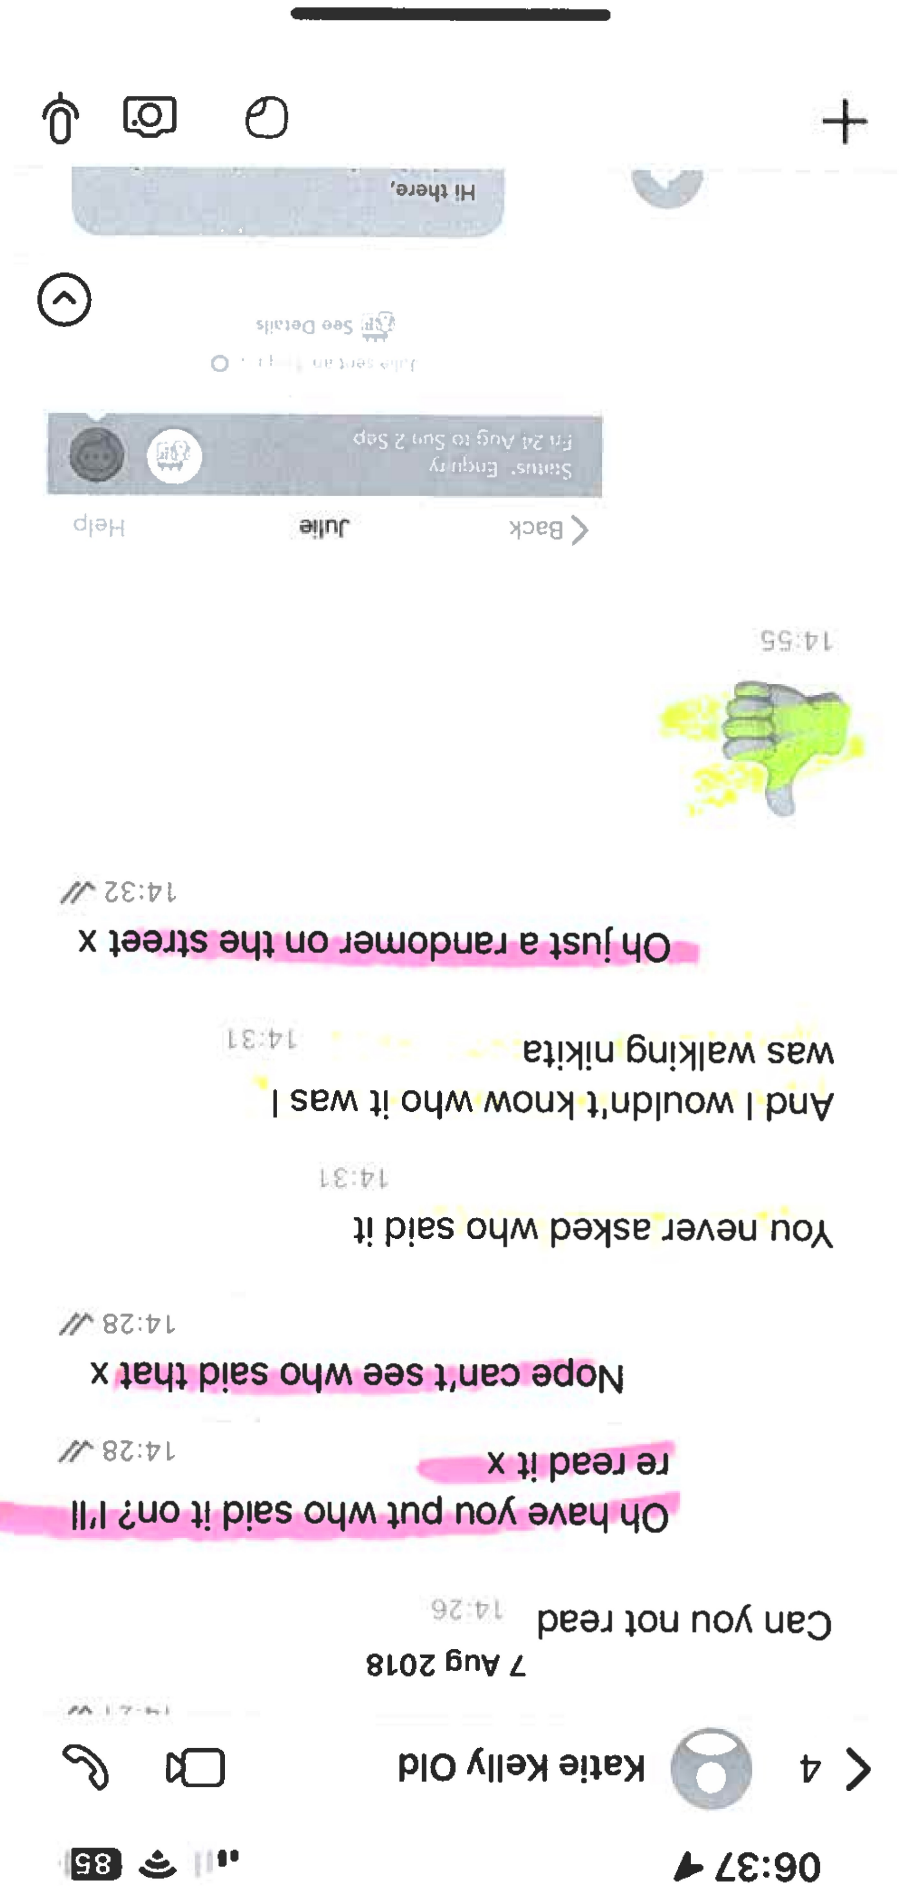 06:37
85
4 Katie Kelly Old
7 Aug 2018
Can you not read 14:26
Oh have you put who said it on? I'll
re read it x
14:28
Nope can't see who said that x
14:28
You never asked who said it
14:31
And I wouldn't know who it was I
was walking nikita 14:31
Oh just a randomer on the street x
14:32
14:55
Back Julie Help
Status: Enquiry
Fri 24 Aug to Sun 2 Sep
Julie sent an
See Details
Hi there,